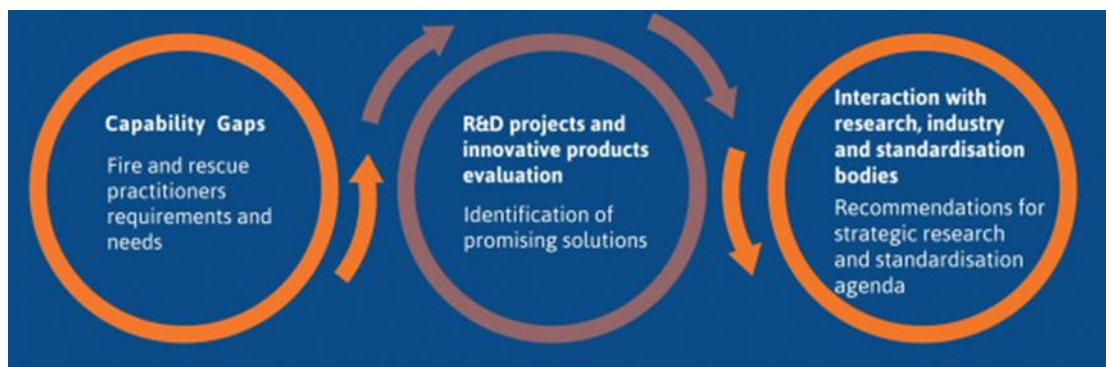 Capability Gaps
Fire and rescue
practitioners
requirements and
needs
R&D projects and
innovative products
evaluation
Identification of
promising solutions
Interaction with
research, industry
and standardisation
bodies
Recommendations for
strategic research
and standardisation
agenda